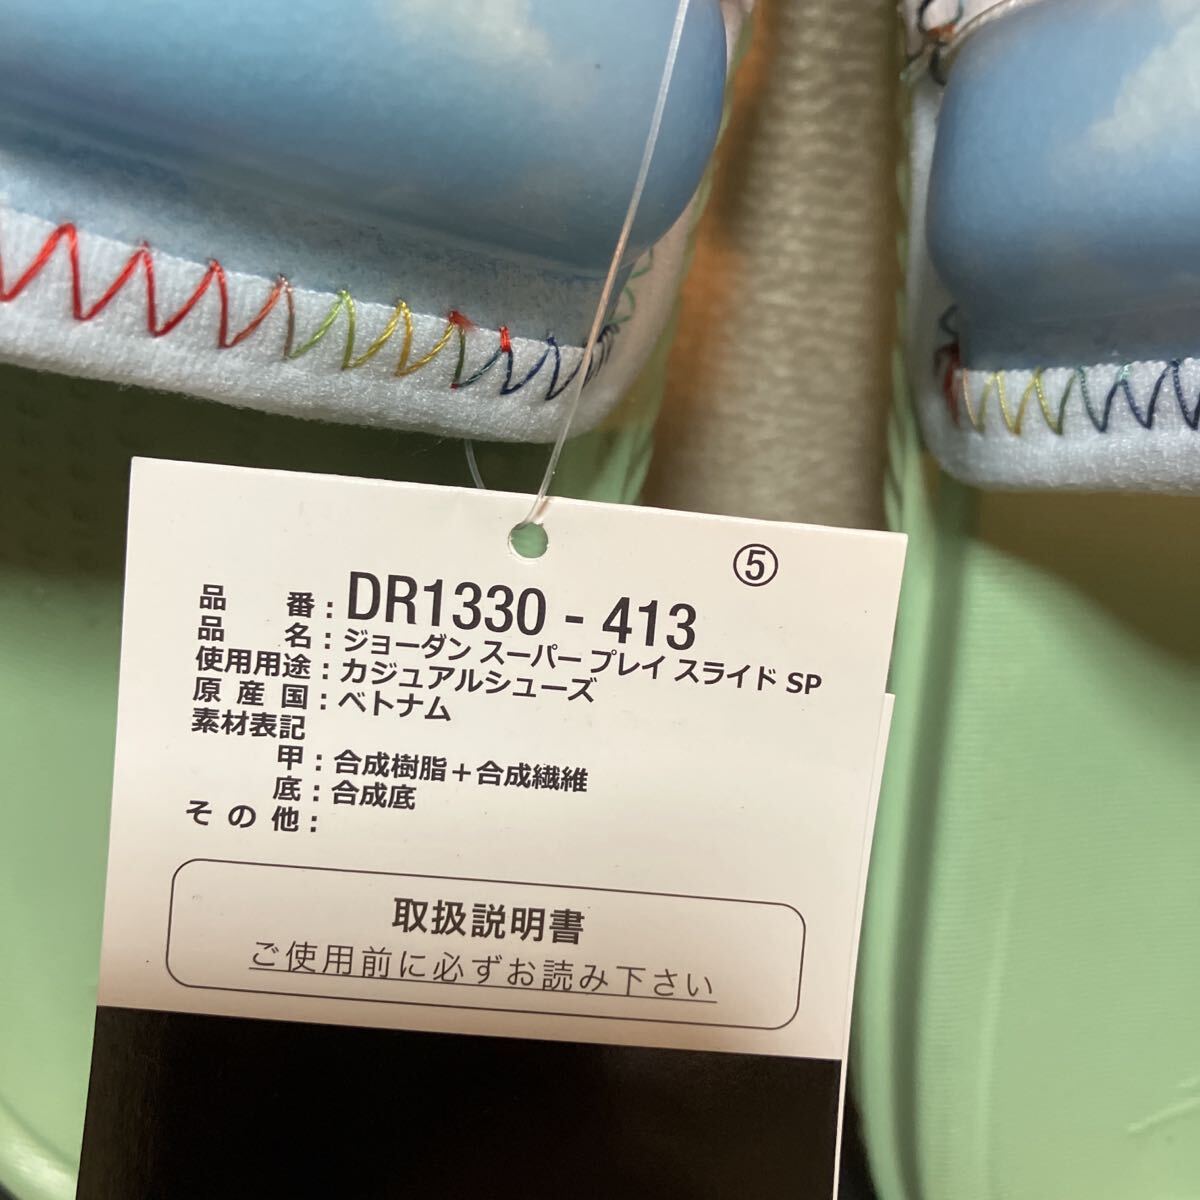 ⑤
品番：DR1330 - 413
品名：ジョーダン スーパー プレイ スライド SP
使用用途：カジュアルシューズ
原産国：ベトナム
素材表記
甲：合成樹脂＋合成繊維
底：合成底
その他：
取扱説明書
ご使用前に必ずお読み下さい